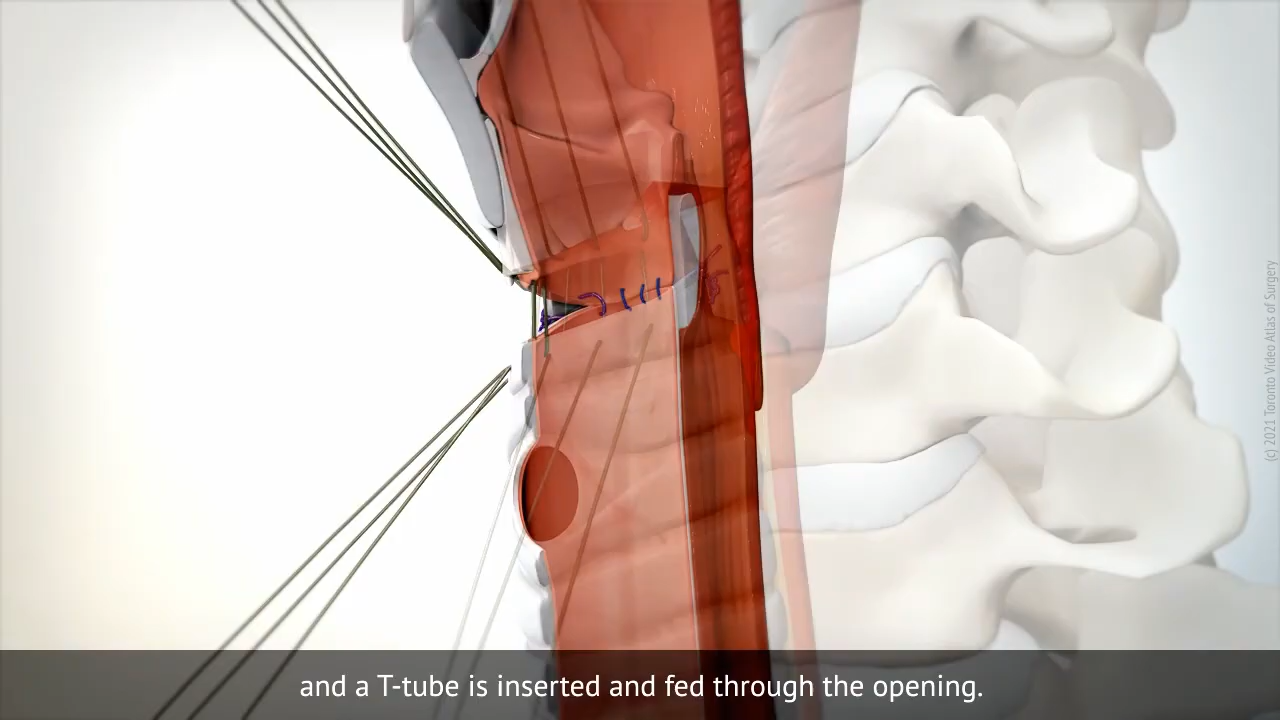 (c) 2021 Toronto Video Atlas of Surgery
and a T-tube is inserted and fed through the opening.